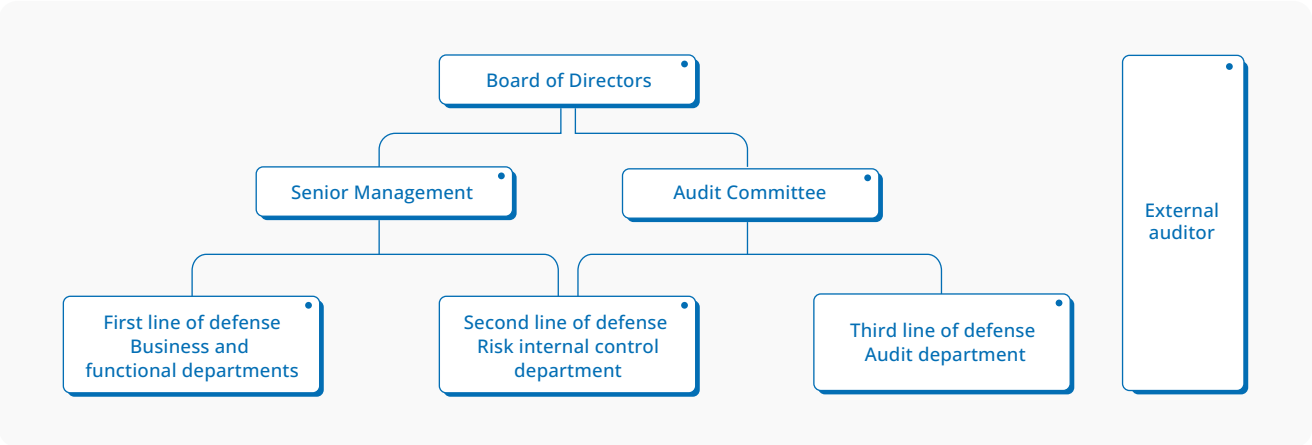 Board of Directors
Senior Management
Audit Committee
External
auditor
First line of defense
Business and
functional departments
Second line of defense
Risk internal control
department
Third line of defense
Audit department